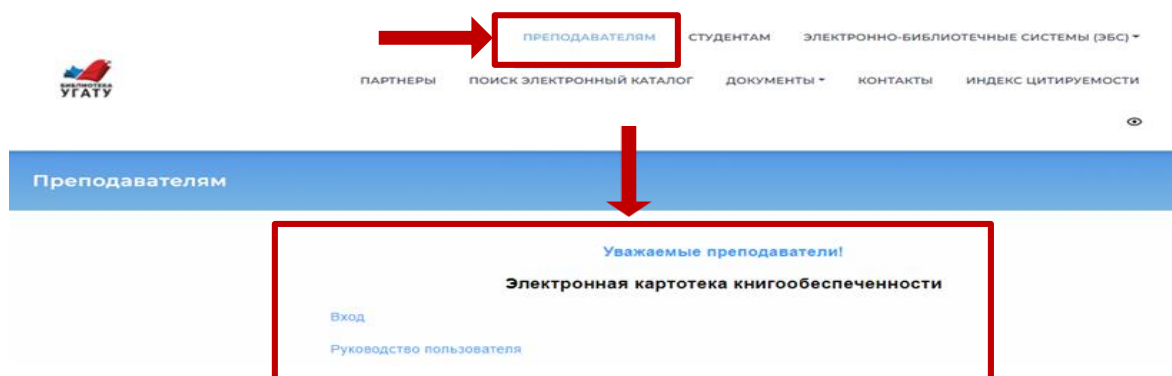 ПРЕПОДАВАТЕЛЯМ СТУДЕНТАМ ЭЛЕКТРОННО-БИБЛИОТЕЧНЫЕ СИСТЕМЫ (ЭБС)
БИБЛИОТЕКА
УГАТУ
ПАРТНЕРЫ ПОИСК ЭЛЕКТРОННЫЙ КАТАЛОГ ДОКУМЕНТЫ КОНТАКТЫ ИНДЕКС ЦИТИРУЕМОСТИ
Преподавателям
Уважаемые преподаватели!
Электронная картотека книгообеспеченности
Вход
Руководство пользователя